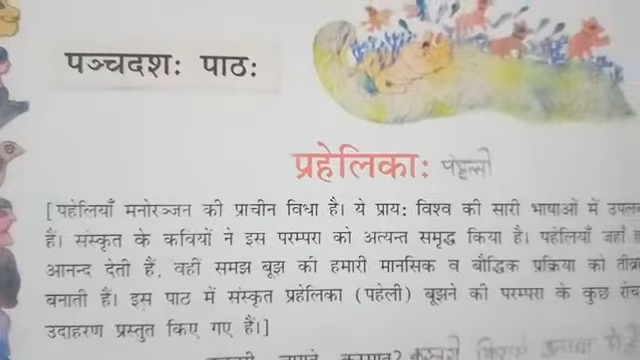 पञ्चदशः पाठः
प्रहेलिकाः पहेली
[पहेलियाँ मनोरञ्जन की प्राचीन विधा है। ये प्रायः विश्व की सारी भाषाओं में
हैं। संस्कृत के कवियों ने इस परम्परा को अत्यन्त समृद्ध किया है। पहेलियाँ जहाँ
आनन्द देती हैं, वहीं समझ बूझ की हमारी मानसिक व बौद्धिक प्रक्रिया को
बनाती हैं। इस पाठ में संस्कृत प्रहेलिका (पहेली) बूझने की परम्परा के कुछ
उदाहरण प्रस्तुत किए गए हैं।]